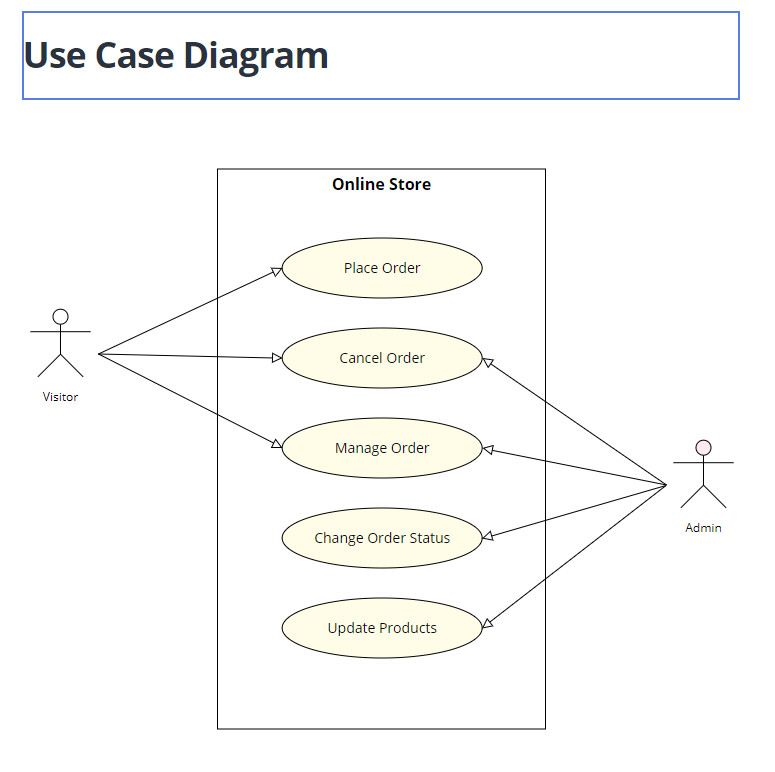 Use Case Diagram
Online Store
Place Order
Cancel Order
Visitor
Manage Order
Admin
Change Order Status
Update Products